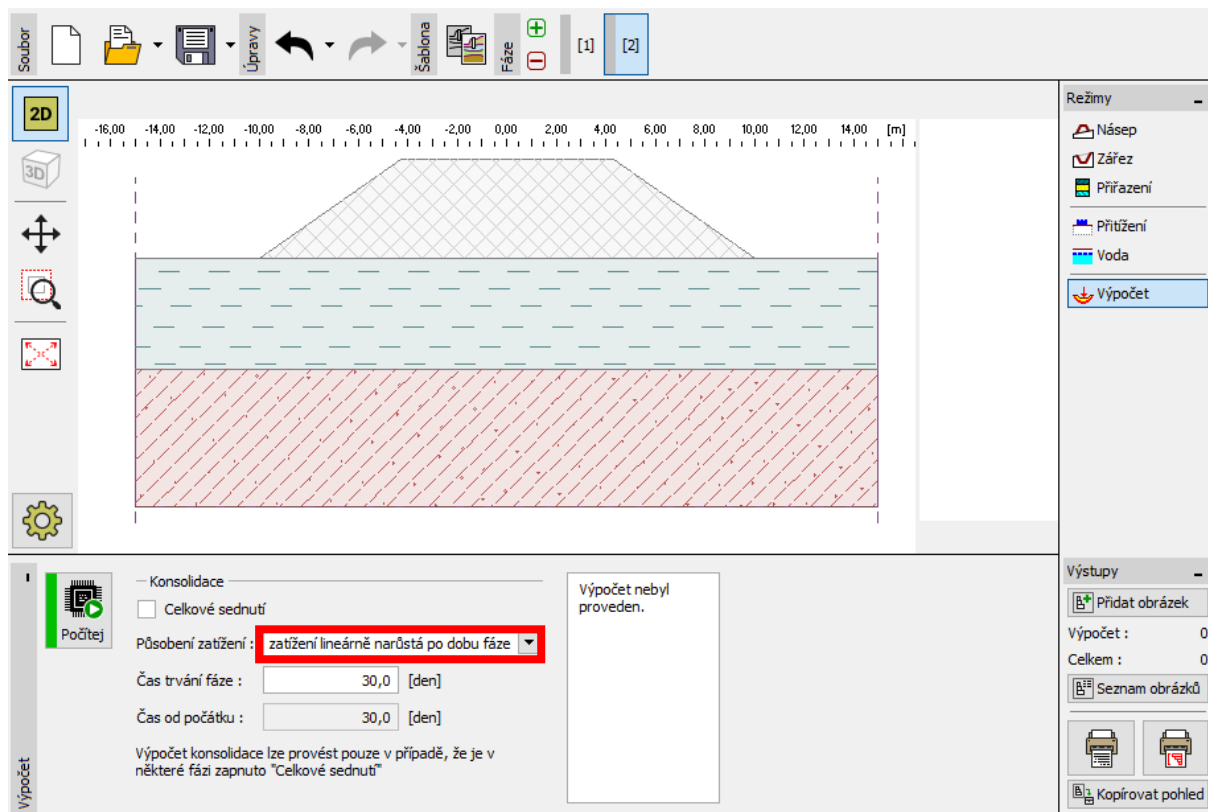 Soubor
Úpravy
Šablona
Fáze
[1]
[2]
2D
3D
-16,00 -14,00 -12,00 -10,00 -8,00 -6,00 -4,00 -2,00 0,00 2,00 4,00 6,00 8,00 10,00 12,00 14,00 [m]
Režimy
Násep
Zářez
Přiřazení
Přitížení
Voda
Výpočet
Výpočet
Počítej
Konsolidace
Celkové sednutí
Působení zatížení : zatížení lineárně narůstá po dobu fáze
Čas trvání fáze : 30,0 [den]
Čas od počátku : 30,0 [den]
Výpočet konsolidace lze provést pouze v případě, že je v
některé fázi zapnuto "Celkové sednutí"
Výpočet nebyl
proveden.
Výstupy
Přidat obrázek
Výpočet : 0
Celkem : 0
Seznam obrázků
Kopírovat pohled